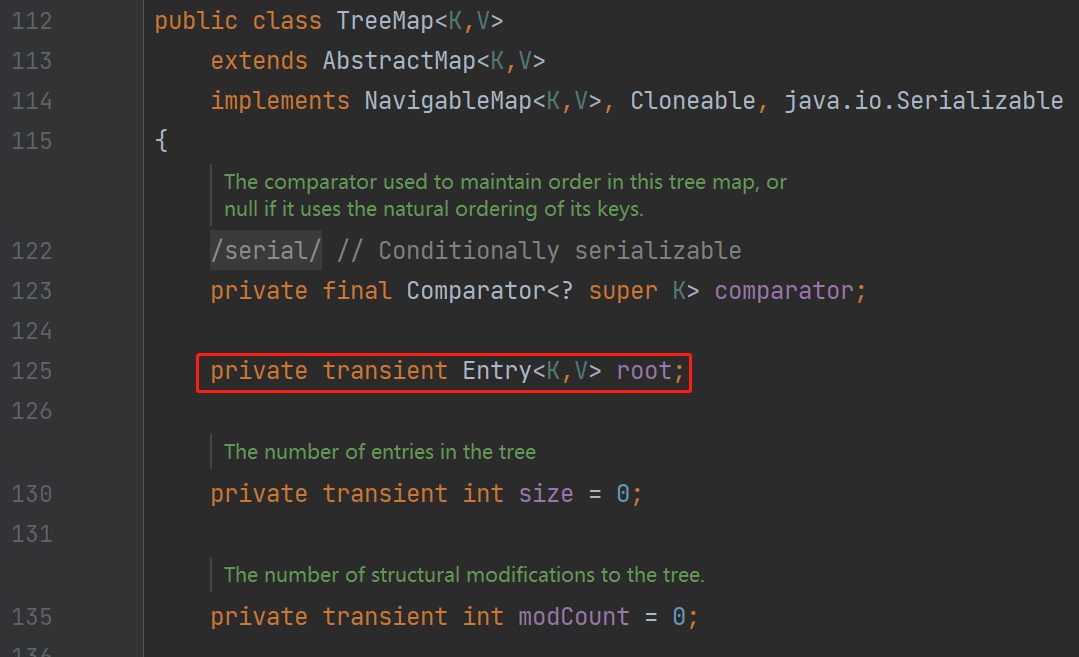 112 public class TreeMap<K,V>
113 extends AbstractMap<K,V>
114 implements NavigableMap<K,V>, Cloneable, java.io.Serializable
115 {
The comparator used to maintain order in this tree map, or
null if it uses the natural ordering of its keys.
122 /serial/ // Conditionally serializable
123 private final Comparator<? super K> comparator;
124
125 private transient Entry<K,V> root;
126
The number of entries in the tree
130 private transient int size = 0;
131
The number of structural modifications to the tree.
135 private transient int modCount = 0;
136